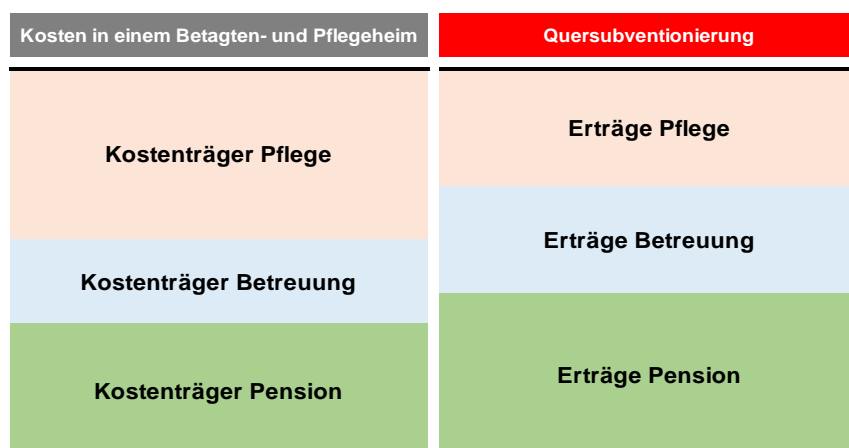 Kosten in einem Betagten- und Pflegeheim
Quersubventionierung
Kostenträger Pflege
Erträge Pflege
Kostenträger Betreuung
Erträge Betreuung
Kostenträger Pension
Erträge Pension